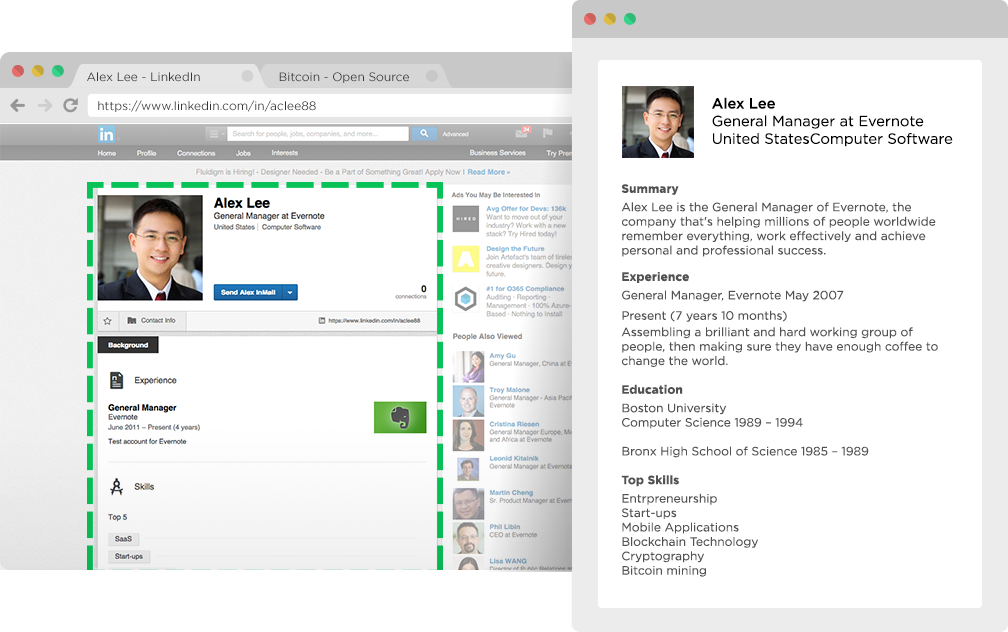 Alex Lee - LinkedIn
Bitcoin - Open Source
https://www.linkedin.com/in/aclee88
in
Search for people, jobs, companies, and more...
Advanced
34
Home Profile Connections Jobs Interests
Business Services Try Prem
Fluidigm is Hiring! - Designer Needed - Be a Part of Something Great! Apply Now | Read More »
Alex Lee
General Manager at Evernote
United States | Computer Software
Send Alex InMail
0
connections
Contact Info
https://www.linkedin.com/in/aclee88
Background
Experience
General Manager
Evernote
June 2011 – Present (4 years)
Test account for Evernote
Skills
Top 5
SaaS
Start-ups
Ads You May Be Interested In
HIRED
Avg Offer for Devs: 136k
Want to move out of your
industry? Work with a new
stack? Try Hired today!
Design the Future
Join Artefact's team of tireles
creative designers. Design y
future.
#1 for O365 Compliance
Auditing - Reporting -
Management - 100% Azure-
Based - Nothing to Install
People Also Viewed
Amy Gu
General Manager, China at E
Troy Malone
General Manager - Asia Pacif
Evernote
Cristina Riesen
General Manager Europe, Mi
and Africa at Evernote
Leonid Kitainik
General Manager at Evernote
Martin Cheng
Sr. Product Manager at Evern
Phil Libin
CEO at Evernote
Lisa WANG
Director of Public Relations at
Alex Lee
General Manager at Evernote
United StatesComputer Software
Summary
Alex Lee is the General Manager of Evernote, the
company that's helping millions of people worldwide
remember everything, work effectively and achieve
personal and professional success.
Experience
General Manager, Evernote May 2007
Present (7 years 10 months)
Assembling a brilliant and hard working group of
people, then making sure they have enough coffee to
change the world.
Education
Boston University
Computer Science 1989 – 1994
Bronx High School of Science 1985 – 1989
Top Skills
Entrpreneurship
Start-ups
Mobile Applications
Blockchain Technology
Cryptography
Bitcoin mining